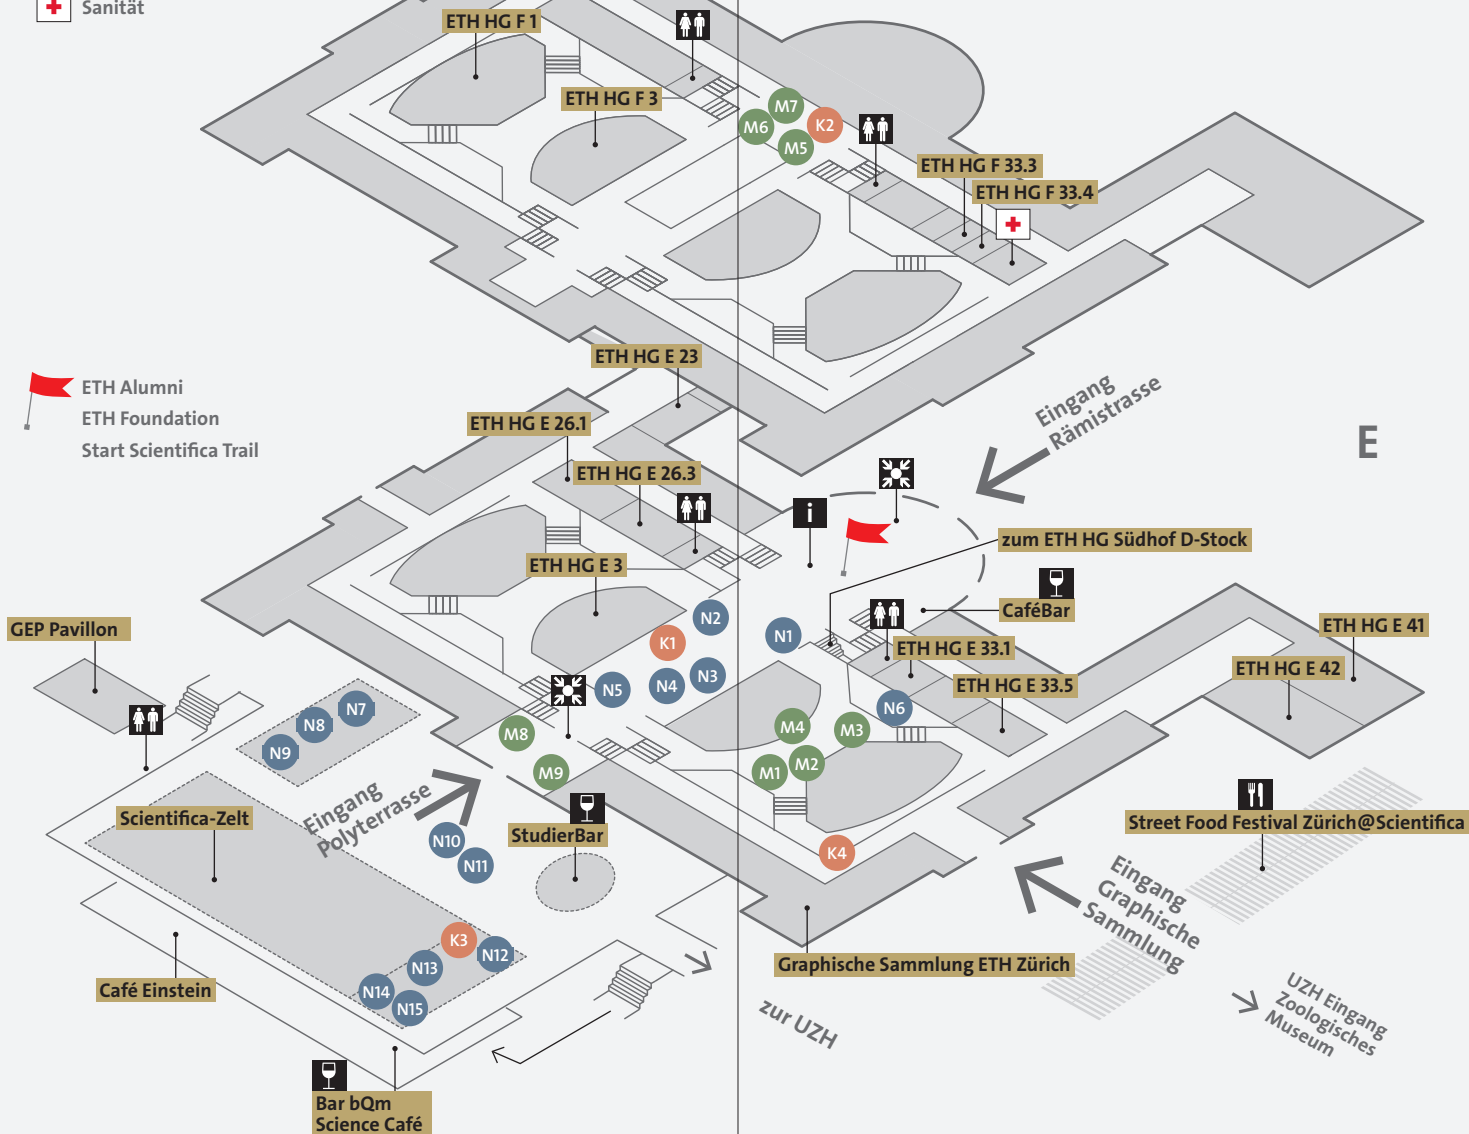 Sanität
ETH HG F 1
ETH HG F 3
M7
M6
K2
M5
ETH HG F 33.3
ETH HG F 33.4
ETH HG E 23
ETH Alumni
ETH Foundation
Start Scientifica Trail
Eingang
Rämistrasse
E
ETH HG E 26.1
ETH HG E 26.3
i
zum ETH HG Südhof D-Stock
ETH HG E 3
CaféBar
GEP Pavillon
N2
K1
N1
ETH HG E 33.1
ETH HG E 41
ETH HG E 42
N5
N4
N3
ETH HG E 33.5
N6
N7
N8
N9
M8
M9
M4
M3
M1
M2
Eingang
Polyterrasse
Scientifica-Zelt
StudierBar
Street Food Festival Zürich@Scientifica
N10
N11
K4
Eingang
Graphische
Sammlung
K3
N12
N13
N14
N15
Graphische Sammlung ETH Zürich
Café Einstein
zur UZH
UZH Eingang
Zoologisches
Museum
Bar bQm
Science Café